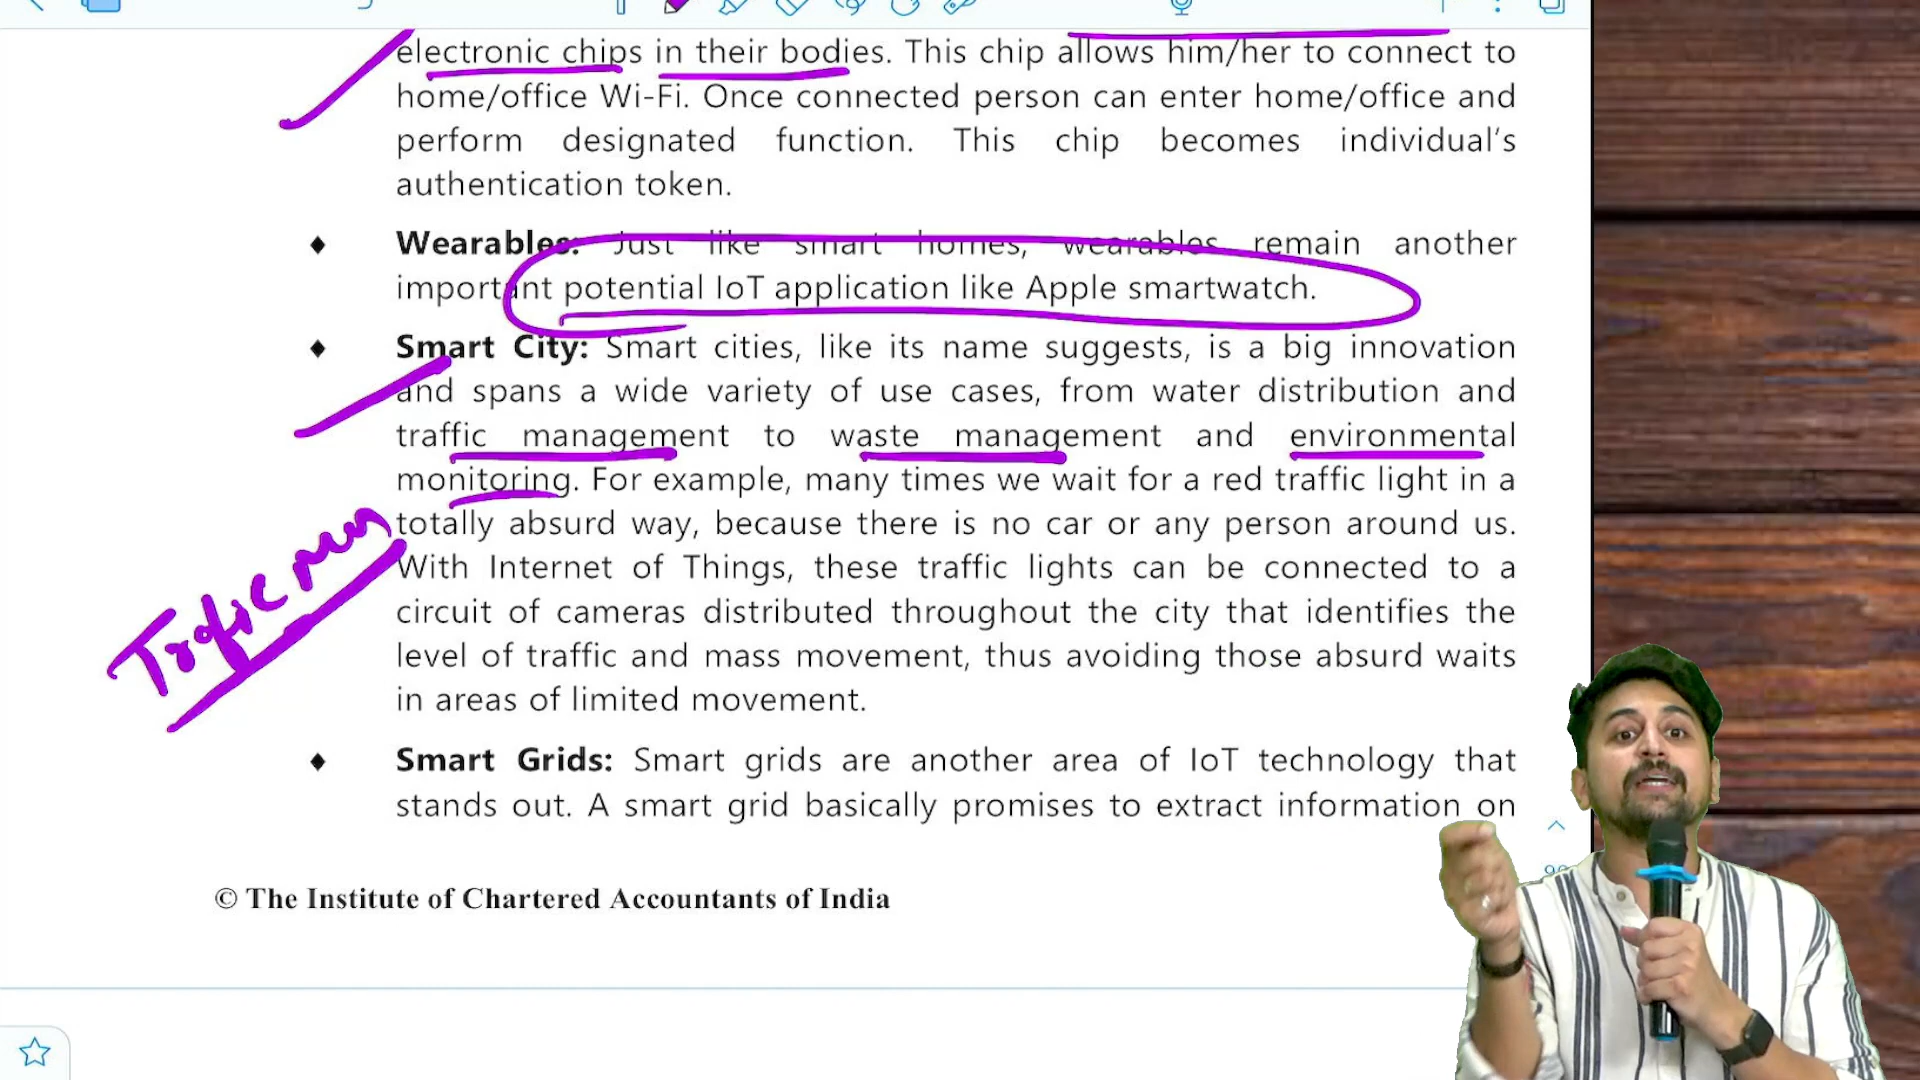 electronic chips in their bodies. This chip allows him/her to connect to
home/office Wi-Fi. Once connected person can enter home/office and
perform designated function. This chip becomes individual's
authentication token.
♦ Wearables: Just like smart homes, wearables remain another
important potential IoT application like Apple smartwatch.
♦ Smart City: Smart cities, like its name suggests, is a big innovation
and spans a wide variety of use cases, from water distribution and
traffic management to waste management and environmental
monitoring. For example, many times we wait for a red traffic light in a
totally absurd way, because there is no car or any person around us.
With Internet of Things, these traffic lights can be connected to a
circuit of cameras distributed throughout the city that identifies the
level of traffic and mass movement, thus avoiding those absurd waits
in areas of limited movement.
♦ Smart Grids: Smart grids are another area of IoT technology that
stands out. A smart grid basically promises to extract information on
© The Institute of Chartered Accountants of India